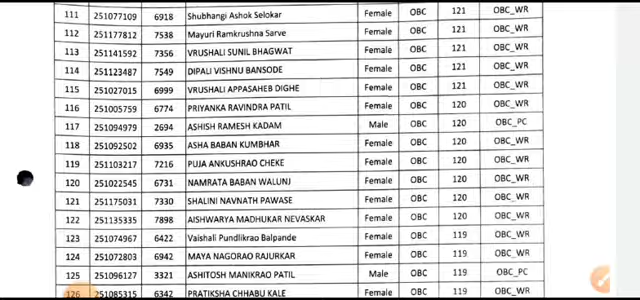 111 251077109 6918 Shubhangi Ashok Selokar Female OBC 121 OBC_WR
112 251177812 7538 Mayuri Ramkrushna Sarve Female OBC 121 OBC_WR
113 251141592 7356 VRUSHALI SUNIL BHAGWAT Female OBC 121 OBC_WR
114 251123487 7549 DIPALI VISHNU BANSODE Female OBC 121 OBC_WR
115 251027015 6999 VRUSHALI APPASAHEB DIGHE Female OBC 121 OBC_WR
116 251005759 6774 PRIYANKA RAVINDRA PATIL Female OBC 120 OBC_WR
117 251094979 2694 ASHISH RAMESH KADAM Male OBC 120 OBC_PC
118 251092502 6935 ASHA BABAN KUMBHAR Female OBC 120 OBC_WR
119 251103217 7216 PUJA ANKUSHRAO CHEKE Female OBC 120 OBC_WR
120 251022545 6731 NAMRATA BABAN WALUNJ Female OBC 120 OBC_WR
121 251175031 7330 SHALINI NAVNATH PAWASE Female OBC 120 OBC_WR
122 251135335 7898 AISHWARYA MADHUKAR NEVASKAR Female OBC 120 OBC_WR
123 251074967 6422 Vaishali Pundlikrao Balpande Female OBC 119 OBC_WR
124 251072803 6942 MAYA NAGORAO RAJURKAR Female OBC 119 OBC_WR
125 251096127 3321 ASHITOSH MANIKRAO PATIL Male OBC 119 OBC_PC
126 251085315 6342 PRATIKSHA CHHABU KALE Female OBC 119 OBC_WR